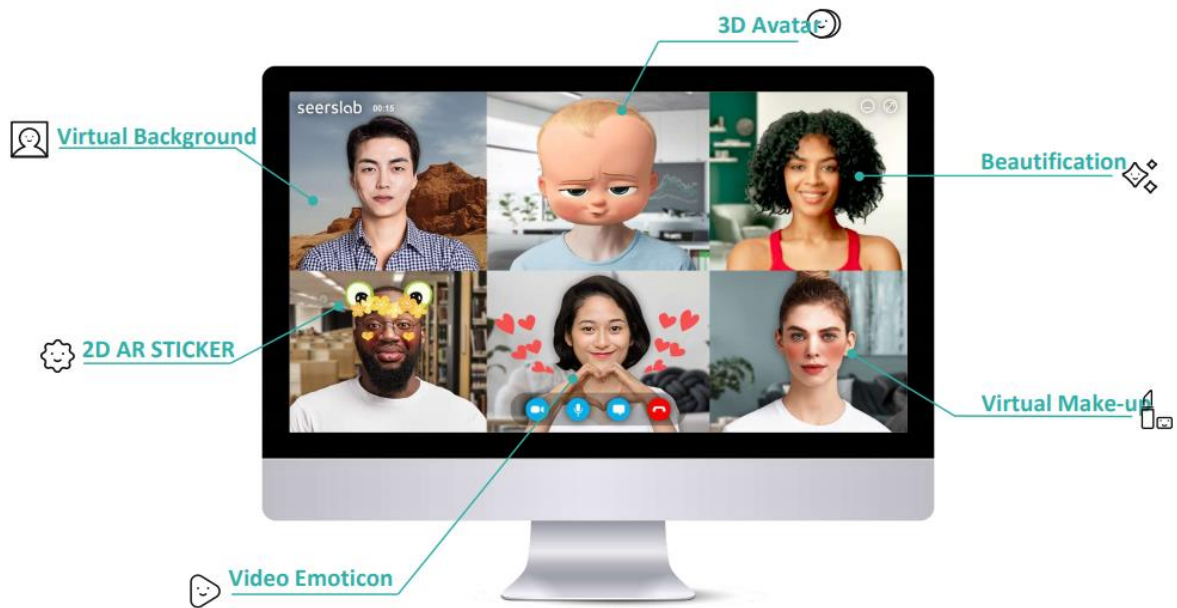 3D Avatar
seerslab 00:15
Virtual Background
Beautification
2D AR STICKER
Virtual Make-up
Video Emoticon